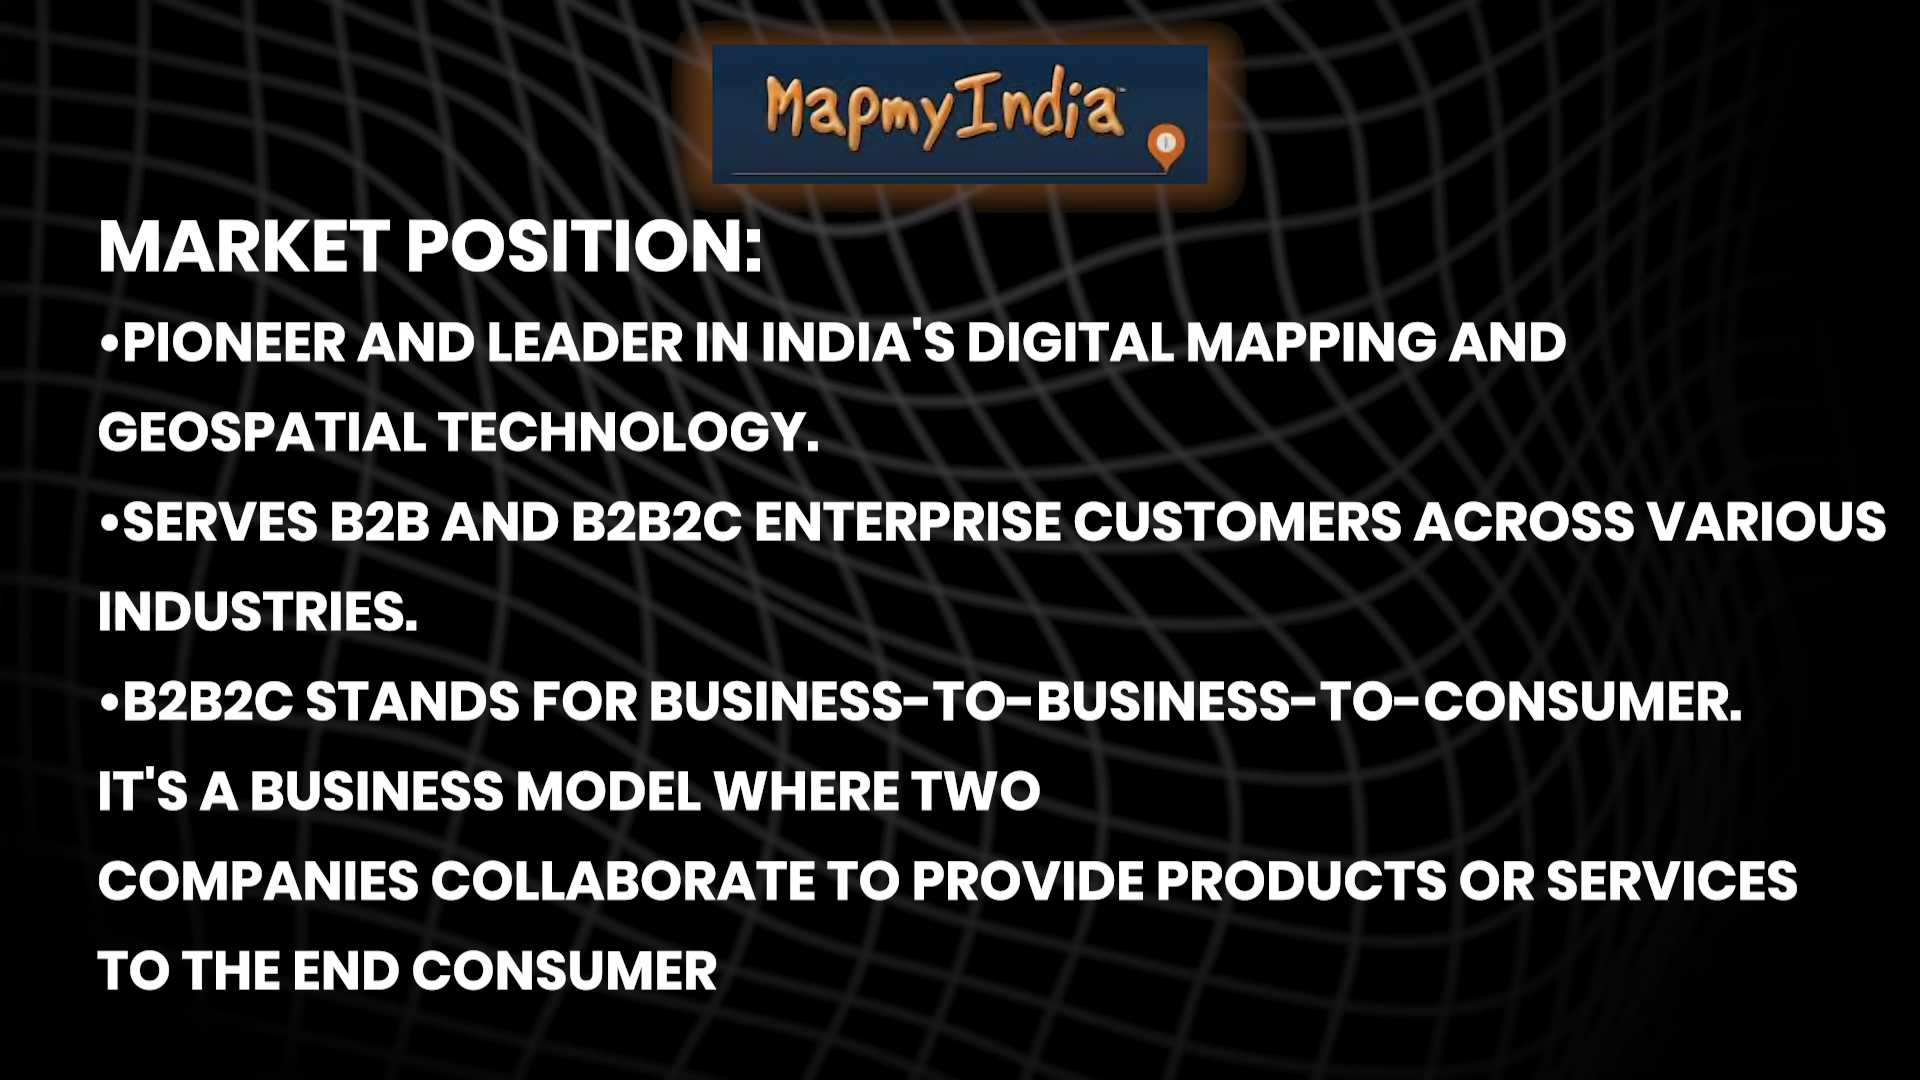 MapmyIndia™
MARKET POSITION:
•PIONEER AND LEADER IN INDIA'S DIGITAL MAPPING AND
GEOSPATIAL TECHNOLOGY.
•SERVES B2B AND B2B2C ENTERPRISE CUSTOMERS ACROSS VARIOUS
INDUSTRIES.
•B2B2C STANDS FOR BUSINESS-TO-BUSINESS-TO-CONSUMER.
IT'S A BUSINESS MODEL WHERE TWO
COMPANIES COLLABORATE TO PROVIDE PRODUCTS OR SERVICES
TO THE END CONSUMER